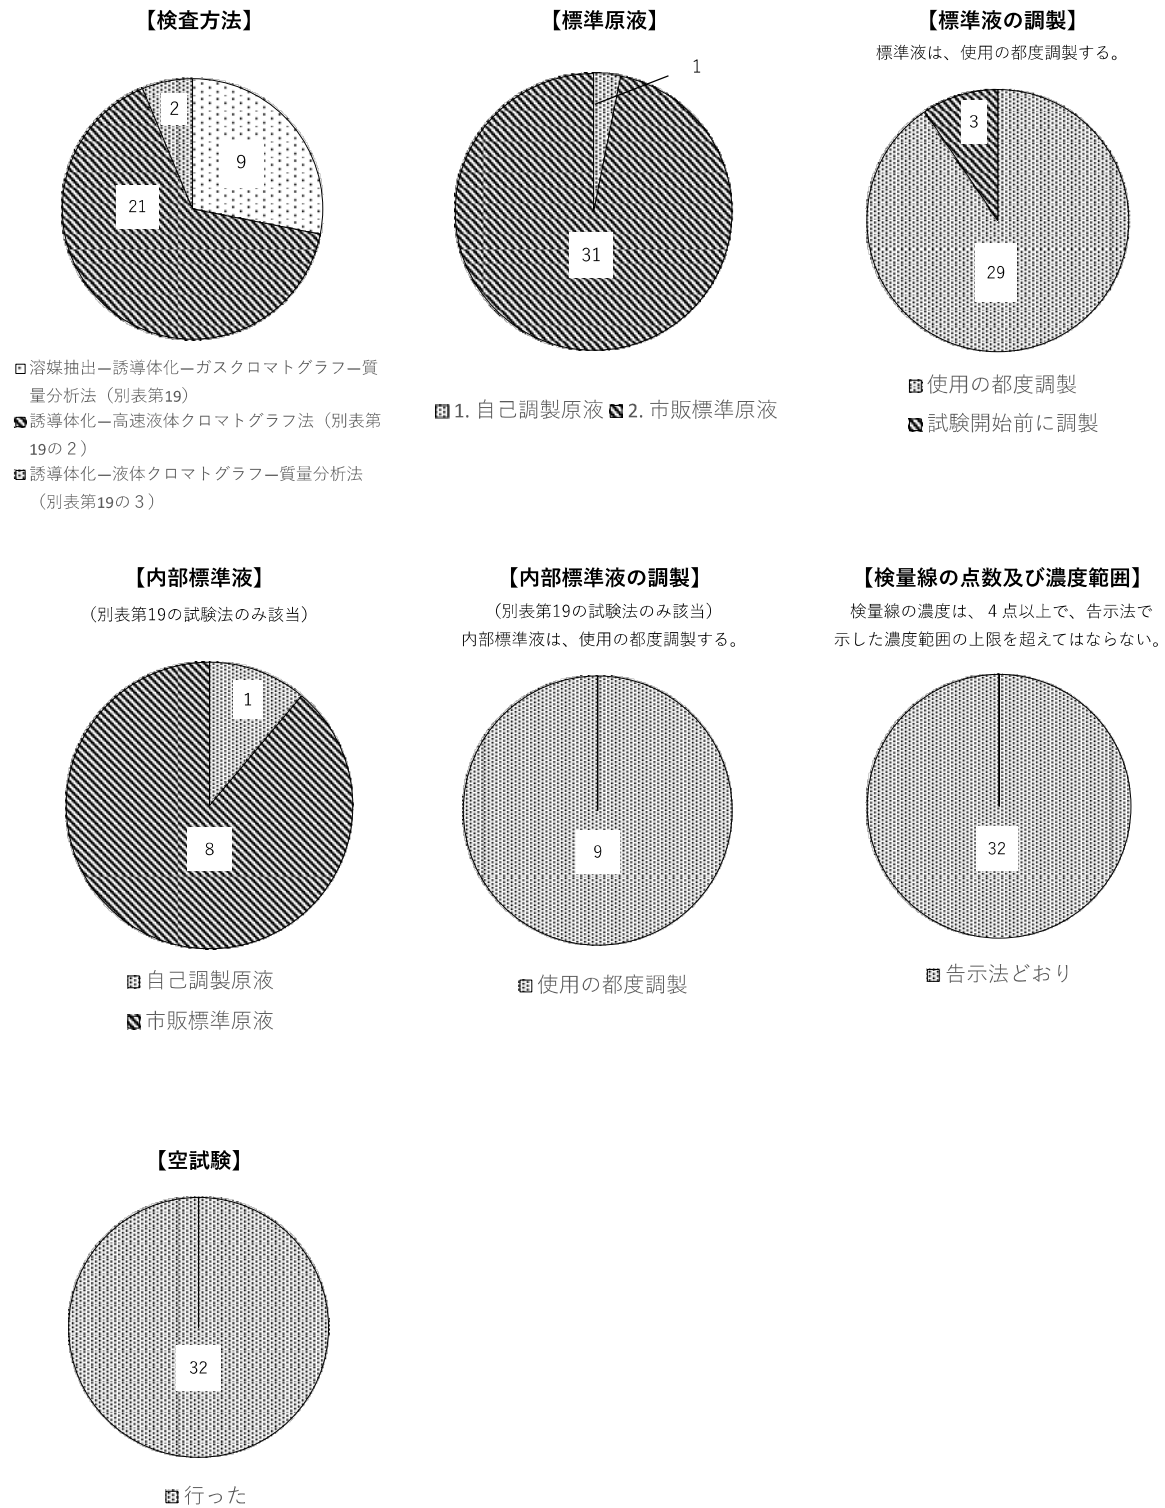 【検査方法】
2
9
21
溶媒抽出ー誘導体化ーガスクロマトグラフー質
量分析法（別表第19）
誘導体化ー高速液体クロマトグラフ法（別表第
19の２）
誘導体化ー液体クロマトグラフー質量分析法
（別表第19の３）
【標準原液】
1
31
1. 自己調製原液
2. 市販標準原液
【標準液の調製】
標準液は、使用の都度調製する。
3
29
使用の都度調製
試験開始前に調製
【内部標準液】
（別表第19の試験法のみ該当）
1
8
自己調製原液
市販標準原液
【内部標準液の調製】
（別表第19の試験法のみ該当）
内部標準液は、使用の都度調製する。
9
使用の都度調製
【検量線の点数及び濃度範囲】
検量線の濃度は、４点以上で、告示法で
示した濃度範囲の上限を超えてはならない。
32
告示法どおり
【空試験】
32
行った